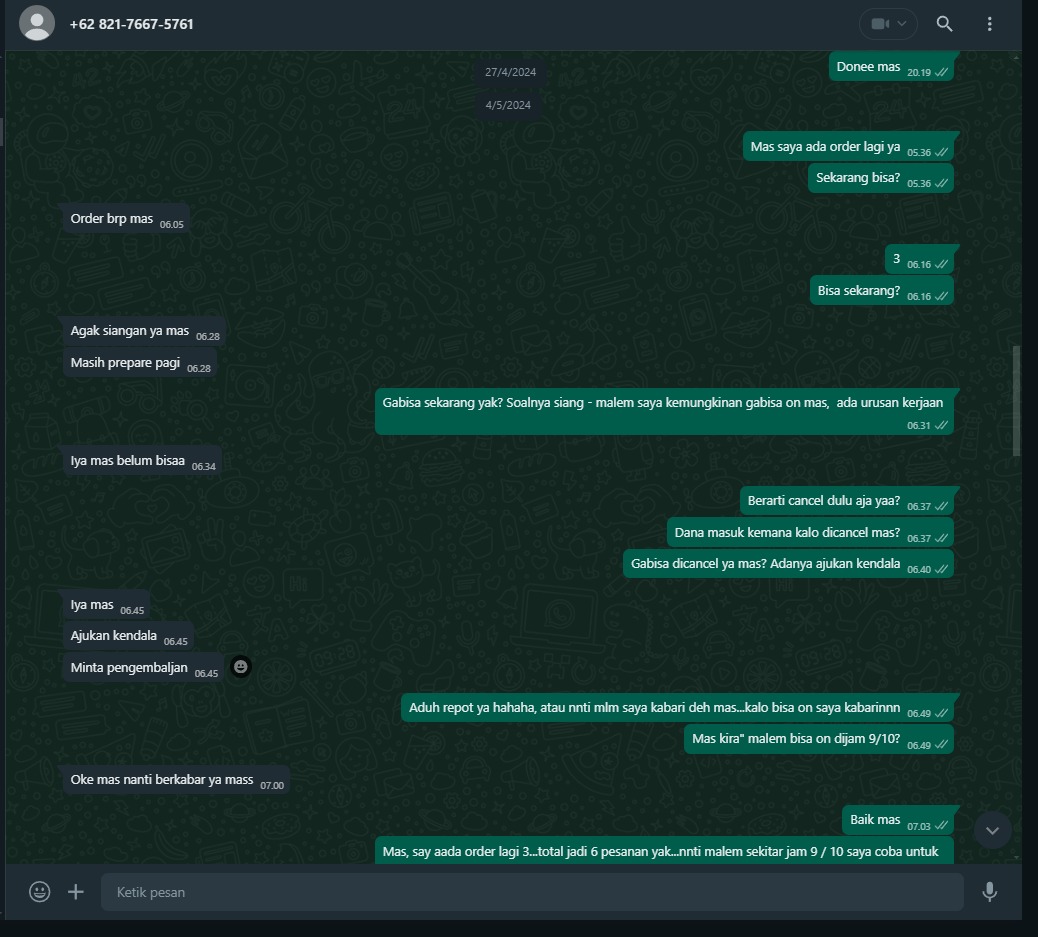 +62 821-7667-5761
Donee mas 20.19
27/4/2024
4/5/2024
Mas saya ada order lagi ya 05.36
Sekarang bisa? 05.36
Order brp mas 06.05
3 06.16
Bisa sekarang? 06.16
Agak siangan ya mas 06.28
Masih prepare pagi 06.28
Gabisa sekarang yak? Soalnya siang - malem saya kemungkinan gabisa on mas, ada urusan kerjaan
06.31
Iya mas belum bisaa 06.34
Berarti cancel dulu aja yaa? 06.37
Dana masuk kemana kalo dicancel mas? 06.37
Gabisa dicancel ya mas? Adanya ajukan kendala 06.40
Iya mas 06.45
Ajukan kendala 06.45
Minta pengembaljan 06.45
Aduh repot ya hahaha, atau nnti mlm saya kabari deh mas...kalo bisa on saya kabarinnn 06.49
Mas kira" malem bisa on dijam 9/10? 06.49
Oke mas nanti berkabar ya mass 07.00
Baik mas 07.03
Mas, say aada order lagi 3...total jadi 6 pesanan yak...nnti malem sekitar jam 9 / 10 saya coba untuk
Ketik pesan